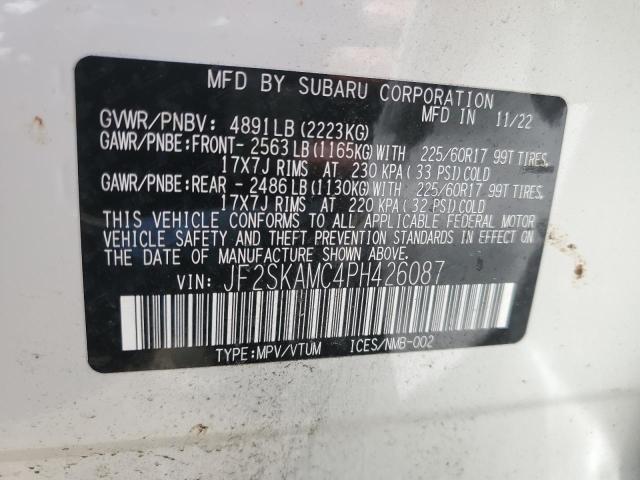 MFD BY SUBARU CORPORATION
MFD IN 11/22
GVWR/PNBV: 4891LB(2223KG)
GAWR/PNBE:FRONT-2563LB(1165KG)WITH 225/60R17 99T TIRES,
17X7J RIMS AT 230 KPA(33 PSI)COLD
GAWR/PNBE:REAR -2486LB(1130KG)WITH 225/60R17 99T TIRES,
17X7J RIMS AT 220 KPA(32 PSI)COLD
THIS VEHICLE CONFORMS TO ALL APPLICABLE FEDERAL MOTOR
VEHICLE SAFETY AND THEFT PREVENTION STANDARDS IN EFFECT ON
THE DATE OF MANUFACTURE SHOWN ABOVE.
VIN: JF2SKAMC4PH426087
TYPE:MPV/VTUM ICES/NMB-002